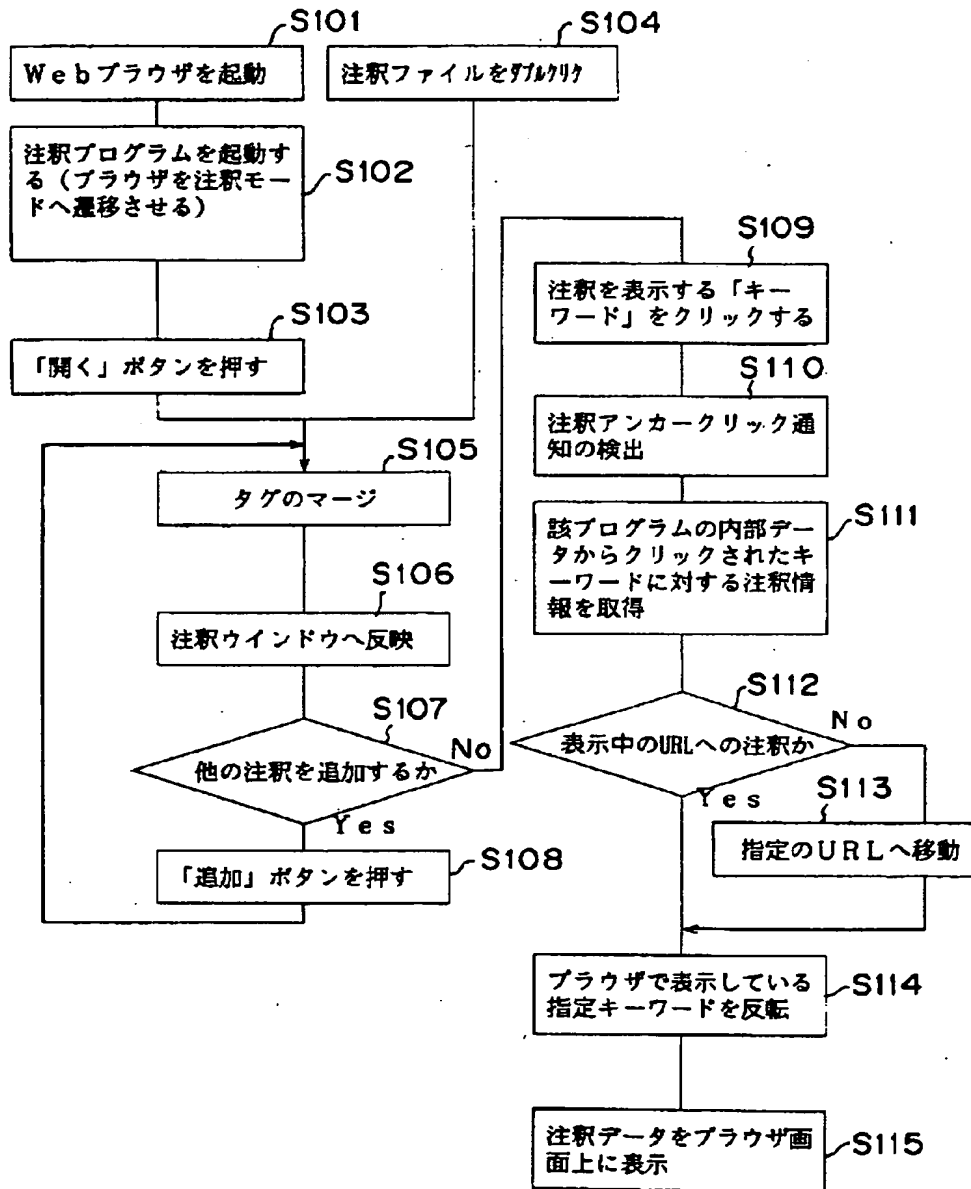 S101
Webブラウザを起動
S104
注釈ファイルをダブルクリク
注釈プログラムを起動す
る（ブラウザを注釈モー
ドへ遷移させる）
S102
S103
「開く」ボタンを押す
S105
タグのマージ
S106
注釈ウインドウへ反映
S107
他の注釈を追加するか
No
Yes
S108
「追加」ボタンを押す
S109
注釈を表示する「キー
ワード」をクリックする
S110
注釈アンカークリック通
知の検出
S111
該プログラムの内部デー
タからクリックされたキ
ーワードに対する注釈情
報を取得
S112
表示中のURLへの注釈か
No
Yes
S113
指定のURLへ移動
ブラウザで表示している
指定キーワードを反転
S114
注釈データをブラウザ画
面上に表示
S115